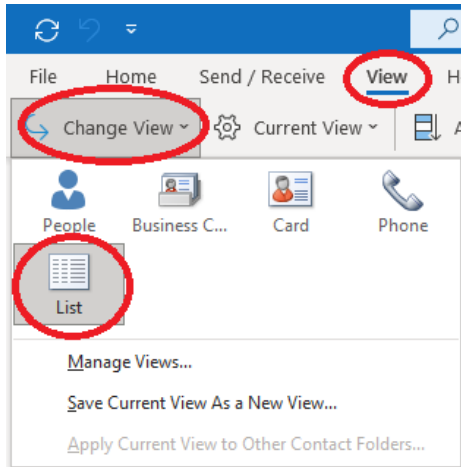 File Home Send / Receive View H
Change View Current View A
People Business C... Card Phone
List
Manage Views...
Save Current View As a New View...
Apply Current View to Other Contact Folders...